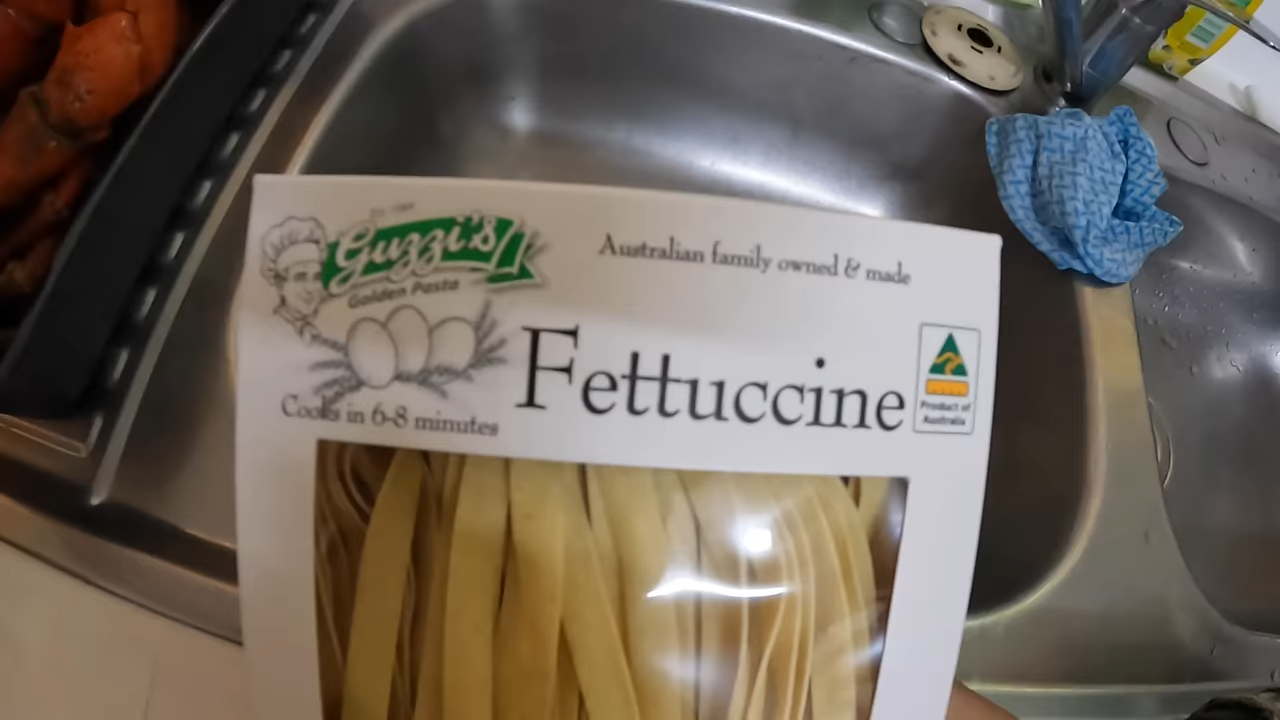 Guzzi's
Golden Pasta
Australian family owned & made
Fettuccine
Cooks in 6-8 minutes
Product of
Australia